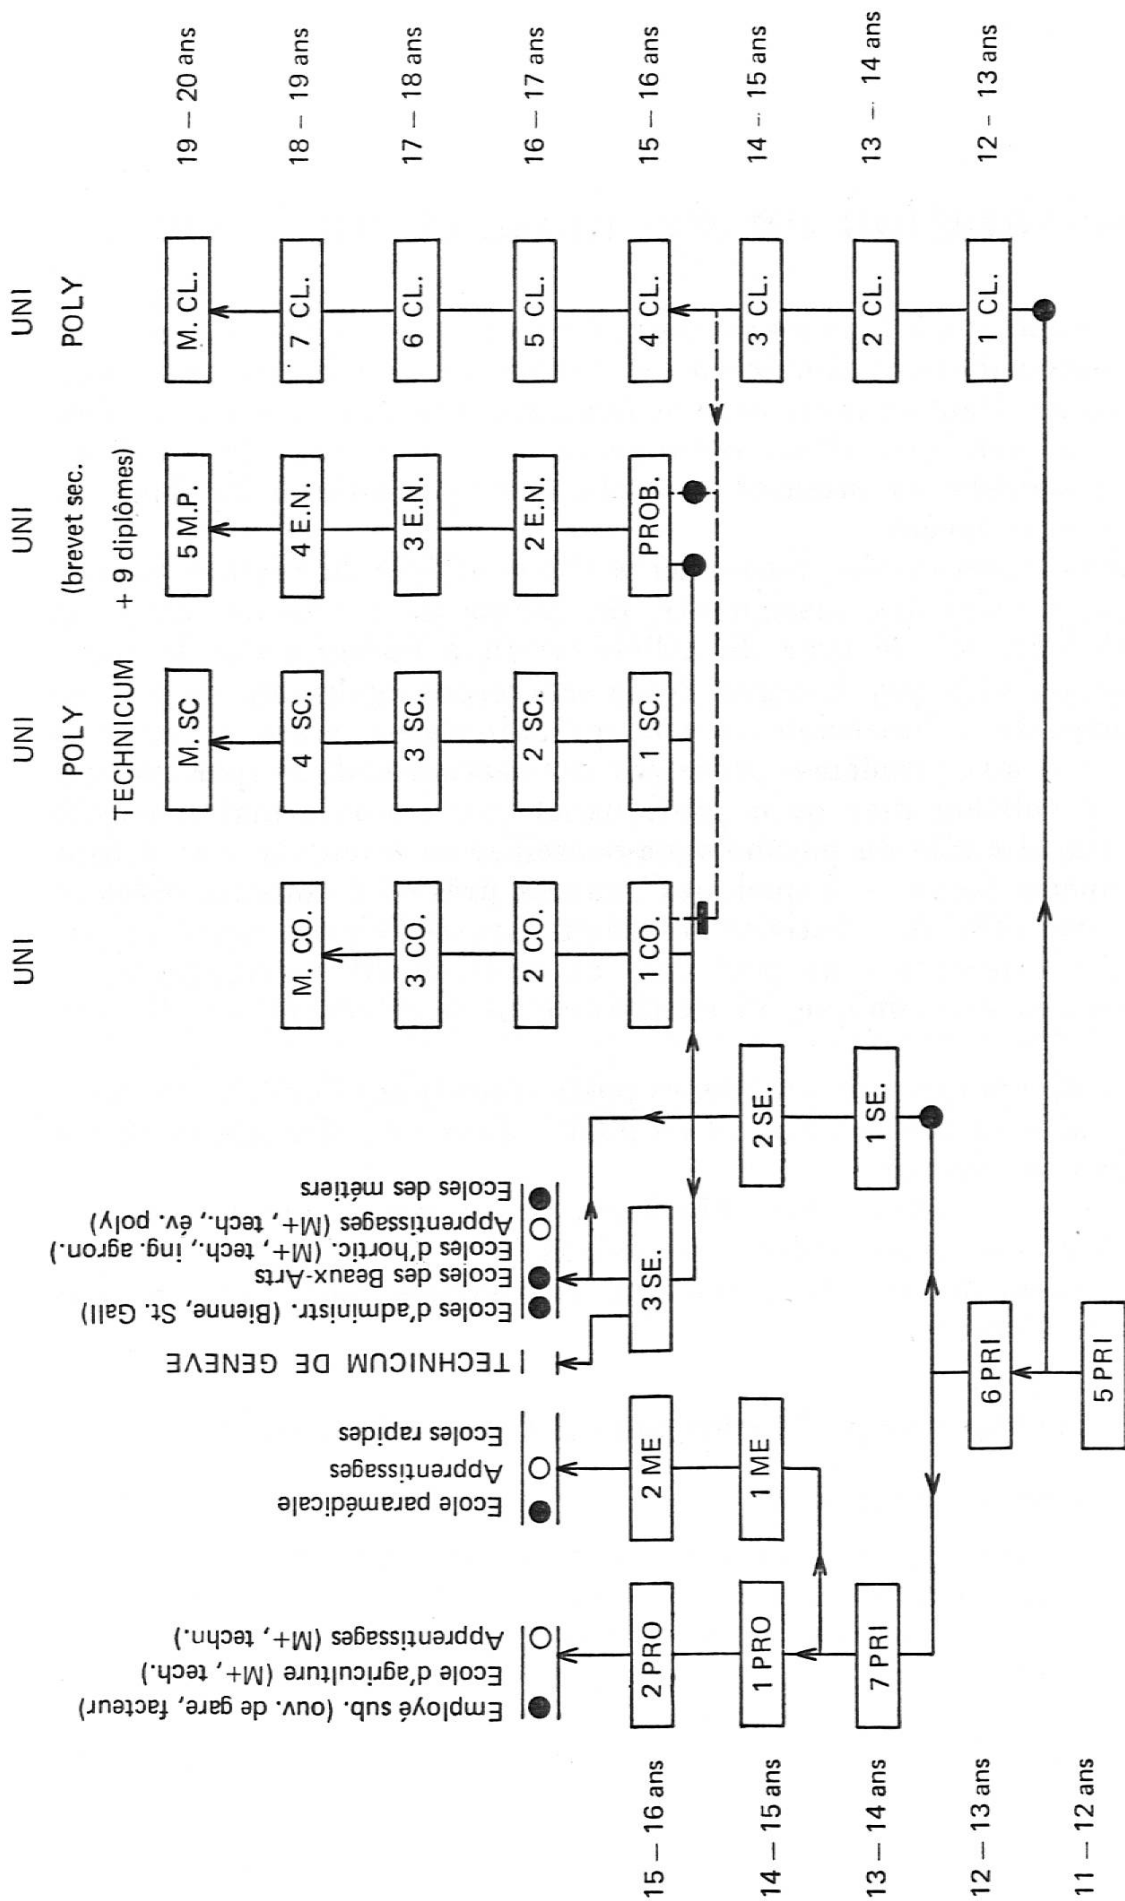 UNI
UNI
UNI
UNI
POLY
(brevet sec.
POLY
TECHNICUM
+ 9 diplômes)
M. SC
5 M.P.
M. CL.
19 – 20 ans
M. CO.
4 SC.
4 E.N.
7 CL.
18 – 19 ans
3 CO.
3 SC.
3 E.N.
6 CL.
17 – 18 ans
2 CO.
2 SC.
2 E.N.
5 CL.
16 – 17 ans
Employé sub. (ouv. de gare, facteur)
Ecole d'agriculture (M+, tech.)
Apprentissages (M+, techn.)
Ecole paramédicale
Apprentissages
Ecoles rapides
TECHNICUM DE GENEVE
Ecoles d'administr. (Bienne, St. Gall)
Ecoles des Beaux-Arts
Ecoles d'hortic. (M+, tech., ing. agron.)
Apprentissages (M+, tech., év. poly)
Ecoles des métiers
15 – 16 ans
2 PRO
2 ME
3 SE.
1 CO.
1 SC.
PROB.
4 CL.
15 – 16 ans
14 – 15 ans
1 PRO
1 ME
2 SE.
3 CL.
14 – 15 ans
13 – 14 ans
7 PRI
1 SE.
2 CL.
13 – 14 ans
12 – 13 ans
6 PRI
1 CL.
12 - 13 ans
11 – 12 ans
5 PRI